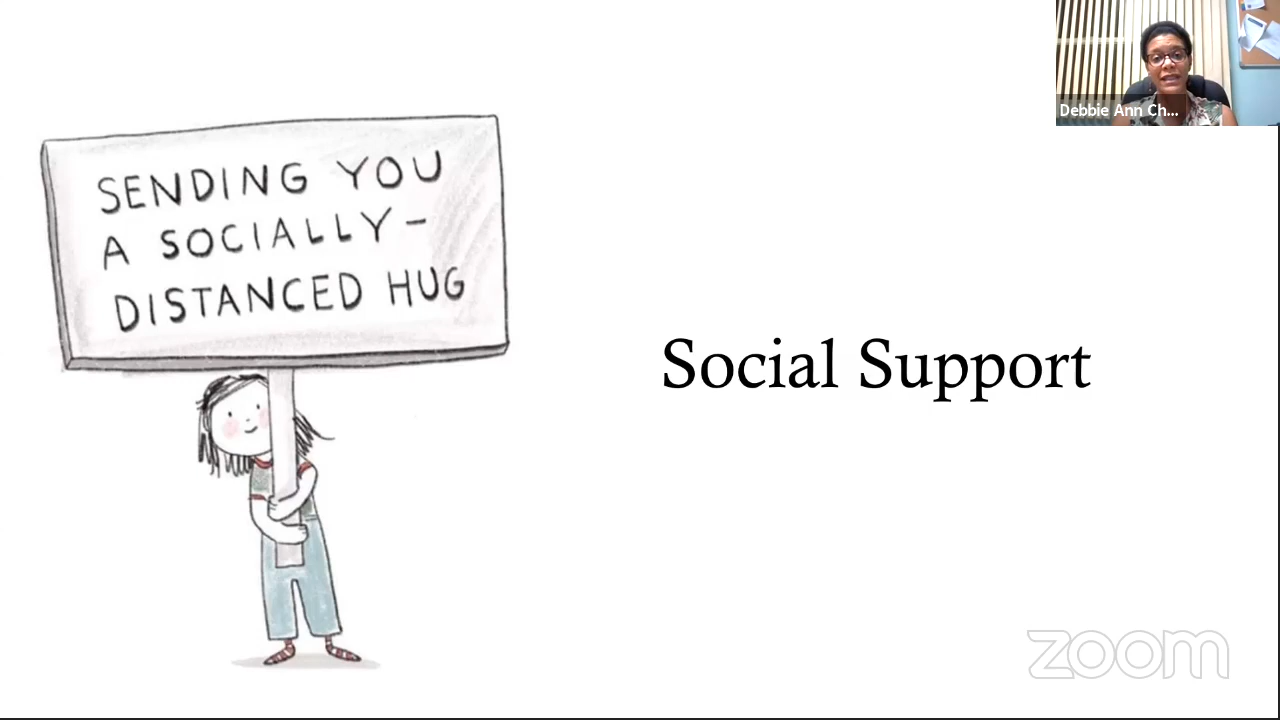 SENDING YOU
A SOCIALLY-
DISTANCED HUG
Social Support
Debbie Ann Ch...
zoom